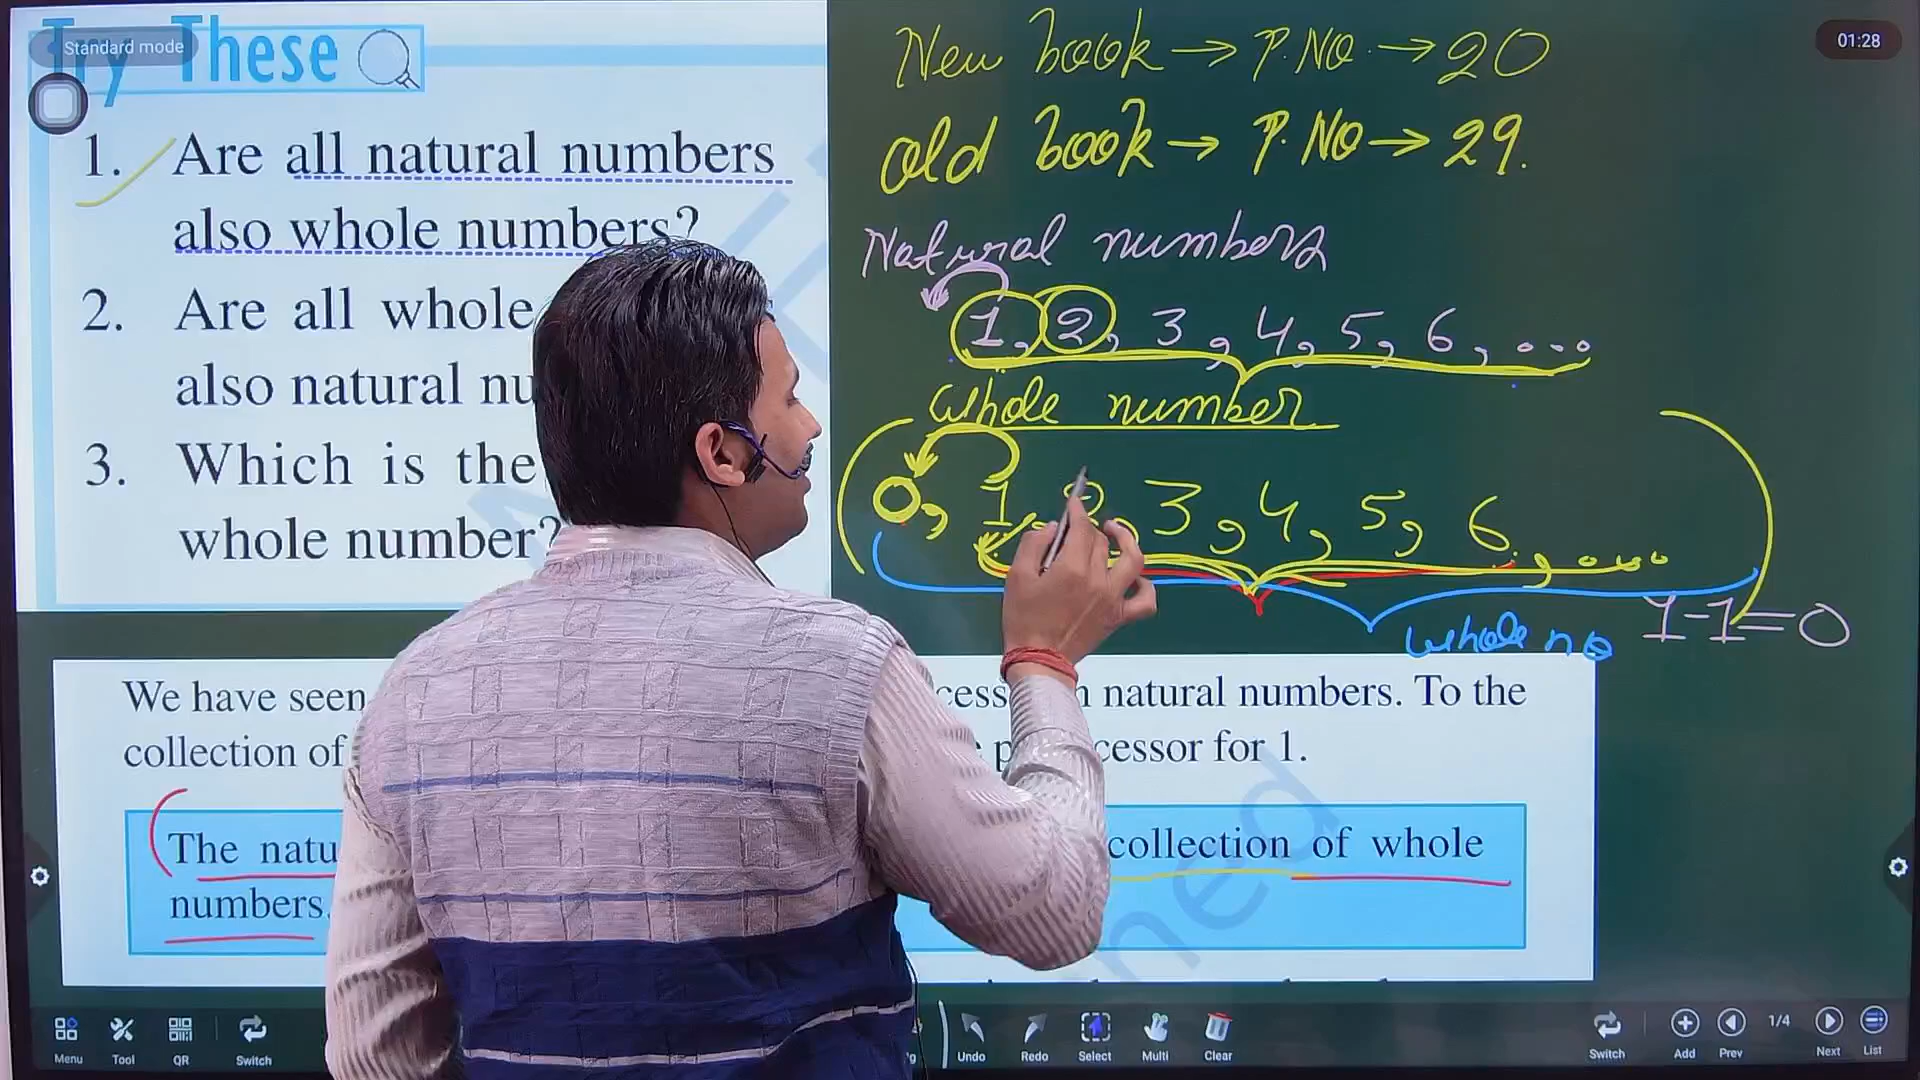 Try These
Standard mode
1. Are all natural numbers
also whole numbers?
2. Are all whole
also natural nu
3. Which is the
whole number?
New book → P.NO. → 20
old book → P.NO → 29.
01:28
Natural numbers
1, 2, 3, 4, 5, 6, ...
Whole number
0, 1, 2, 3, 4, 5, 6, ....
whole no
1-1=0
We have seen cess n natural numbers. To the
collection of cessor for 1.
The natu collection of whole
numbers.
ned
Menu Tool QR Switch Undo Redo Select Multi Clear Switch Add Prev 1/4 Next List